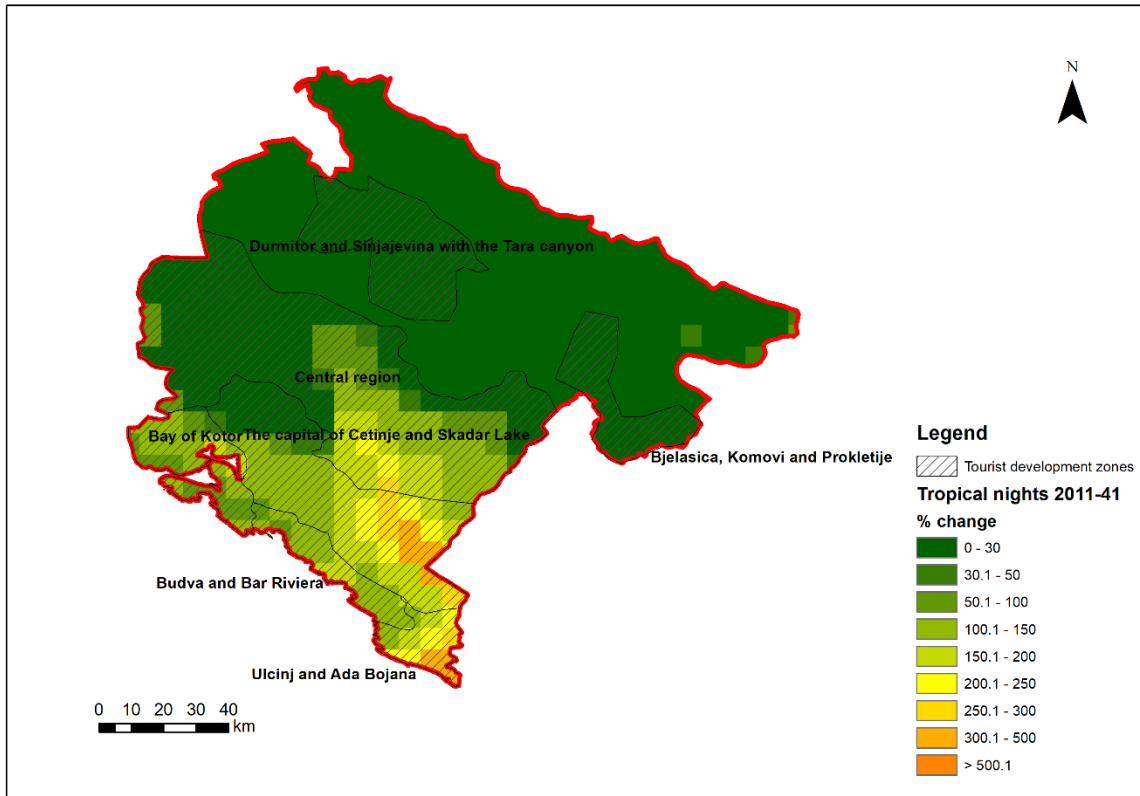 N
Durmitor and Sinjajevina with the Tara canyon
Central region
Bay of Kotor
The capital of Cetinje and Skadar Lake
Bjelasica, Komovi and Prokletije
Budva and Bar Riviera
Ulcinj and Ada Bojana
0 10 20 30 40
km
Legend
Tourist development zones
Tropical nights 2011-41
% change
0 - 30
30.1 - 50
50.1 - 100
100.1 - 150
150.1 - 200
200.1 - 250
250.1 - 300
300.1 - 500
> 500.1